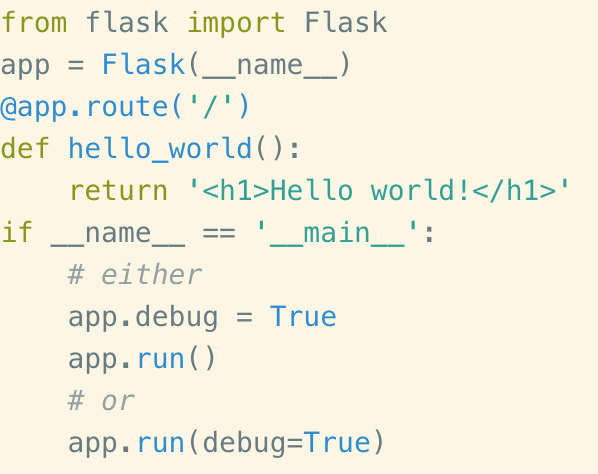 from flask import Flask
app = Flask(__name__)
@app.route('/')
def hello_world():
    return '<h1>Hello world!</h1>'
if __name__ == '__main__':
    # either
    app.debug = True
    app.run()
    # or
    app.run(debug=True)